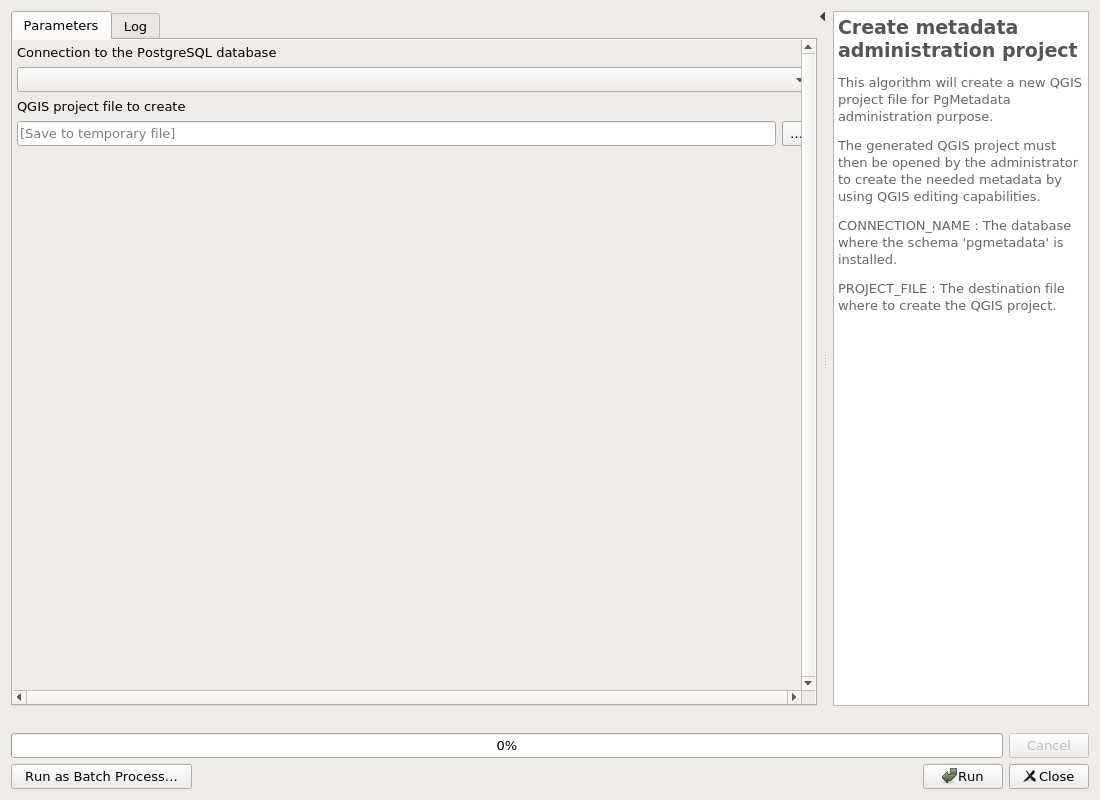 Parameters
Log
Connection to the PostgreSQL database
QGIS project file to create
[Save to temporary file]
...
Create metadata
administration project
This algorithm will create a new QGIS
project file for PgMetadata
administration purpose.
The generated QGIS project must
then be opened by the administrator
to create the needed metadata by
using QGIS editing capabilities.
CONNECTION_NAME : The database
where the schema 'pgmetadata' is
installed.
PROJECT_FILE : The destination file
where to create the QGIS project.
0%
Cancel
Run as Batch Process…
Run
Close